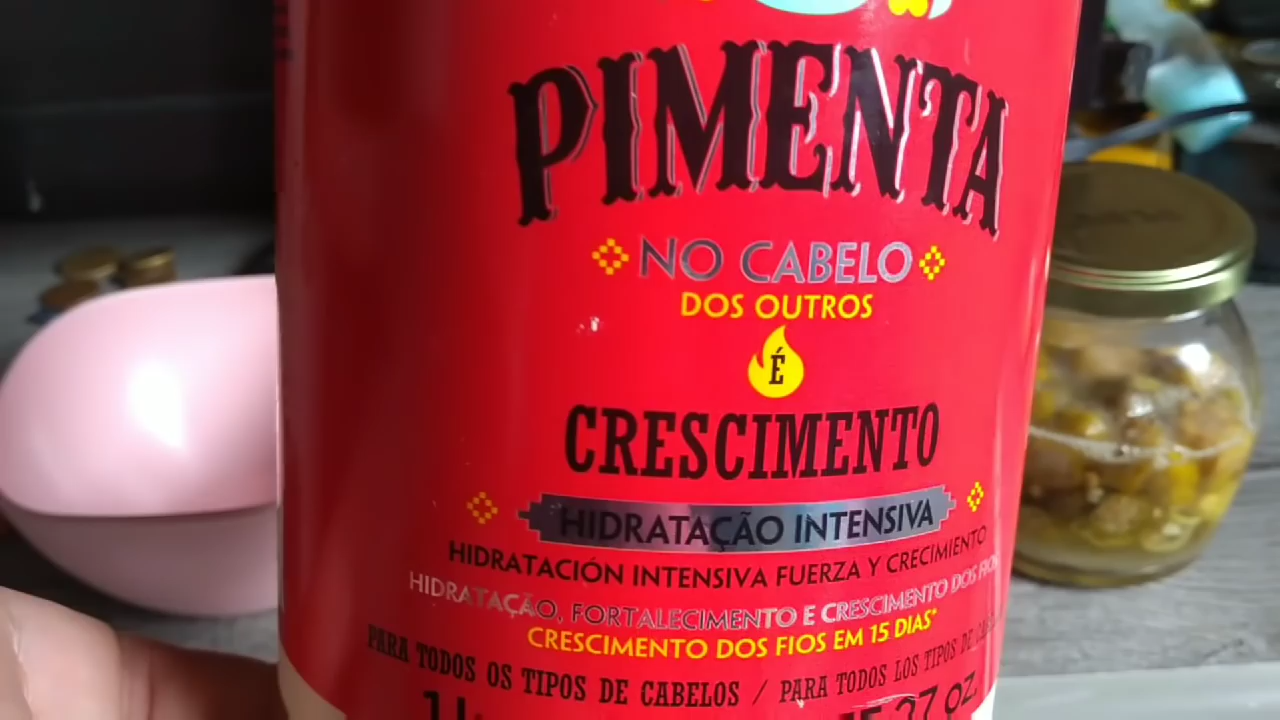 PIMENTA
NO CABELO
DOS OUTROS
É
CRESCIMENTO
HIDRATAÇÃO INTENSIVA
HIDRATACIÓN INTENSIVA FUERZA Y CRECIMIENTO
HIDRATAÇÃO, FORTALECIMENTO E CRESCIMENTO DOS FIOS
CRESCIMENTO DOS FIOS EM 15 DIAS*
PARA TODOS OS TIPOS DE CABELOS / PARA TODOS LOS TIPOS DE